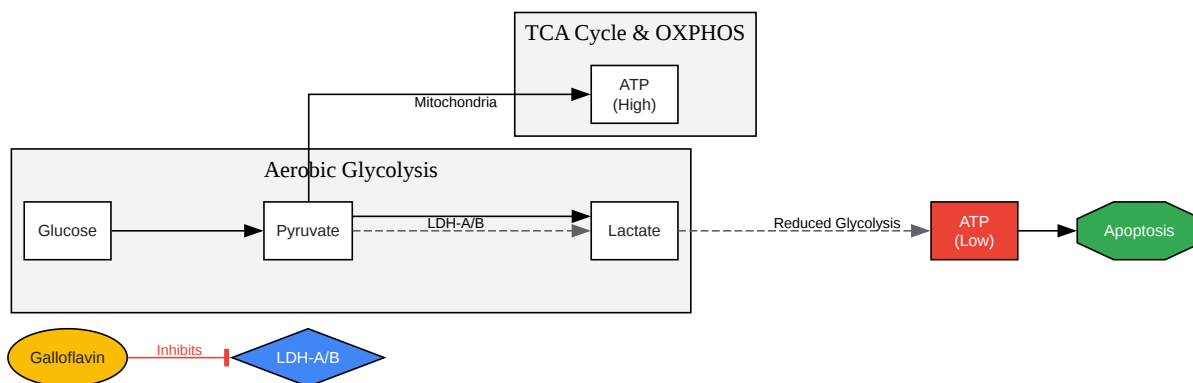 TCA Cycle & OXPHOS
ATP
(High)
Mitochondria
Aerobic Glycolysis
Glucose
Pyruvate
LDH-A/B
Lactate
Reduced Glycolysis
ATP
(Low)
Apoptosis
Galloflavin
Inhibits
LDH-A/B